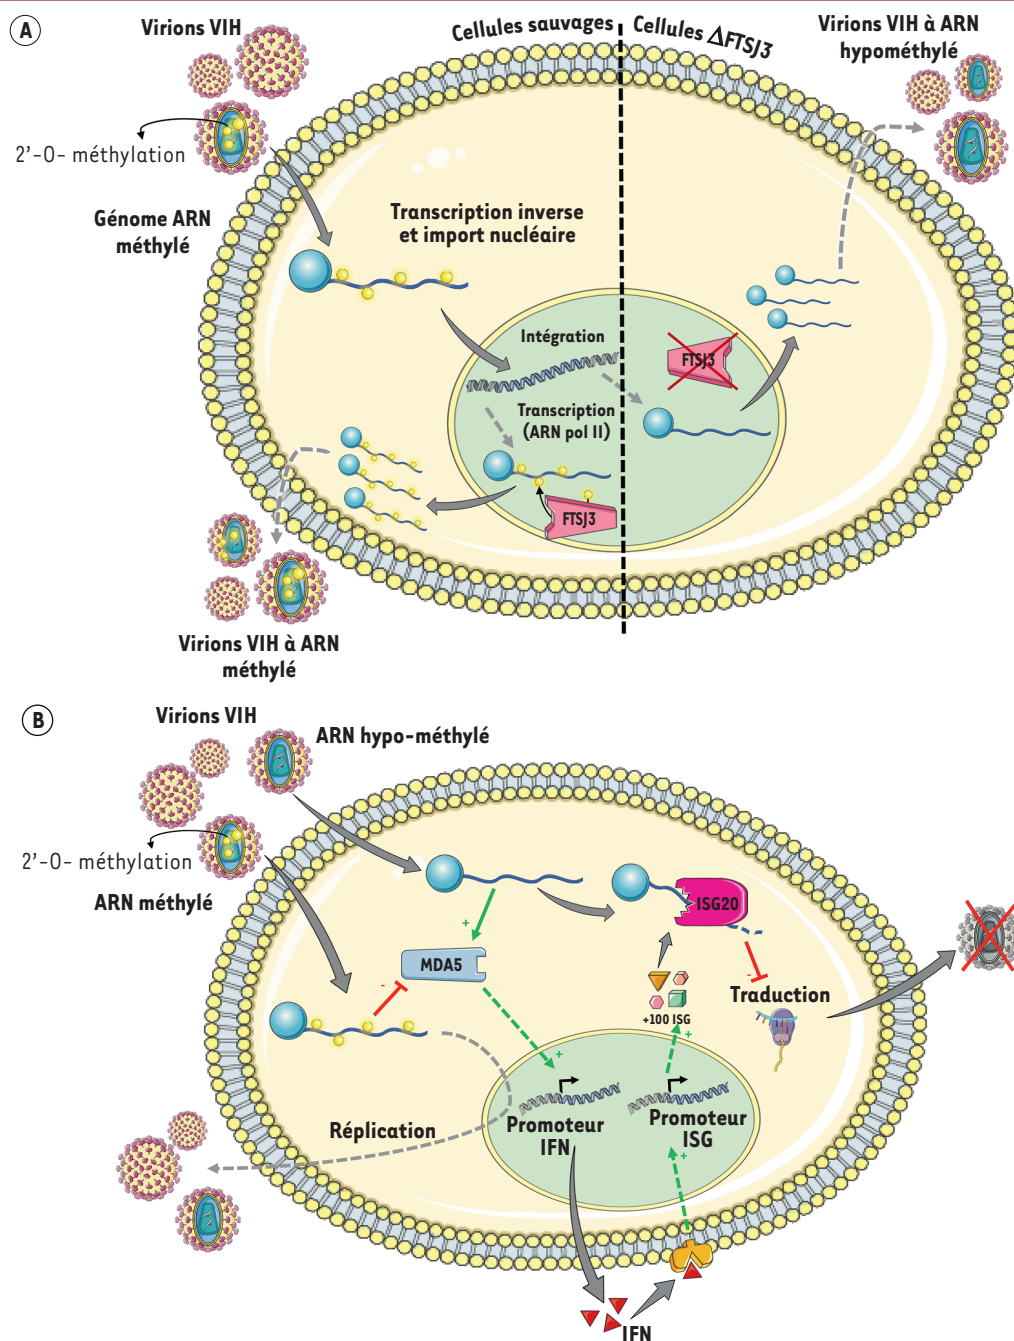 A
Virions VIH
Cellules sauvages
Cellules ΔFTSJ3
Virions VIH à ARN
hypométhylé
2’-O- méthylation
Génome ARN
méthylé
Transcription inverse
et import nucléaire
Intégration
FTSJ3
Transcription
(ARN pol II)
FTSJ3
Virions VIH à ARN
méthylé
B
Virions VIH
ARN hypo-méthylé
2’-O- méthylation
ARN méthylé
ISG20
+
MDA5
-
-
Traduction
+100 ISG
+
+
Réplication
Promoteur
IFN
Promoteur
ISG
+
IFN